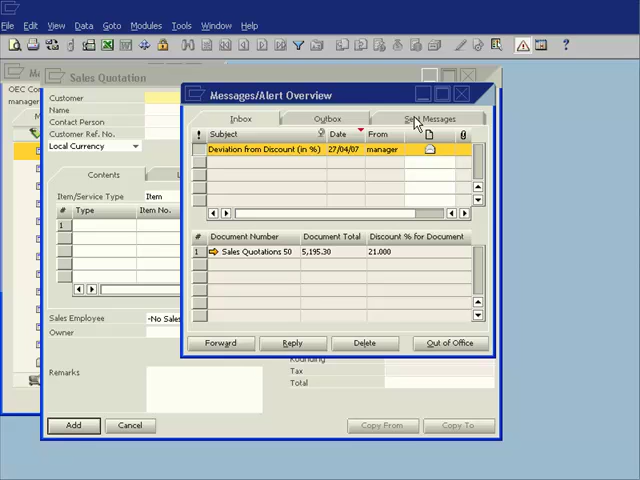 File Edit View Data Goto Modules Tools Window Help
Sales Quotation
OEC Com
manager
Customer
Name
Contact Person
Customer Ref. No.
Local Currency
Contents
Item/Service Type Item
# Type Item No.
1
Sales Employee -No Sales
Owner
Remarks
Rounding
Tax
Total
Add Cancel Copy From Copy To
Messages/Alert Overview
Inbox Outbox Sent Messages
! Subject Date From
Deviation from Discount (in %) 27/04/07 manager
# Document Number Document Total Discount % for Document
1 Sales Quotations 50 5,195.30 21.000
Forward Reply Delete Out of Office